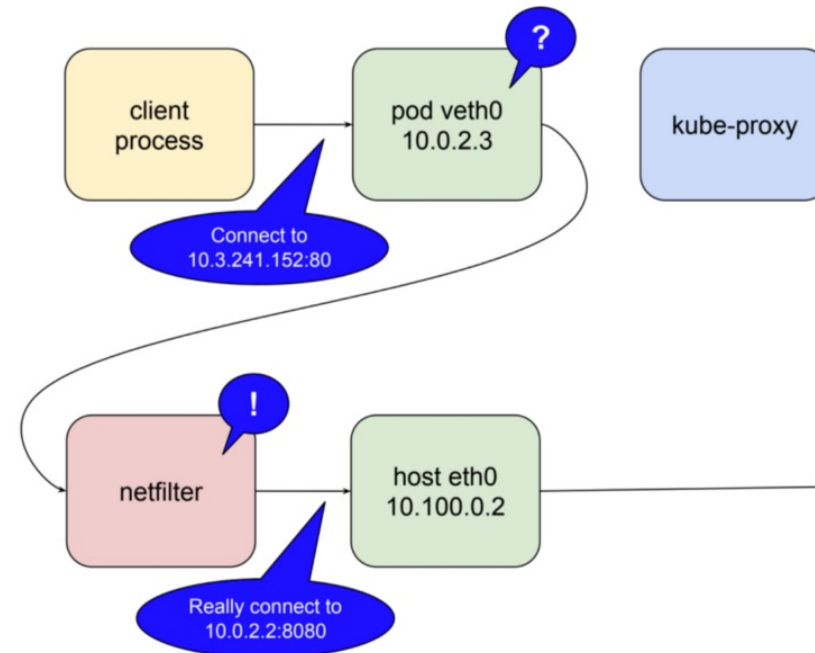 ?
client
process
pod veth0
10.0.2.3
kube-proxy
Connect to
10.3.241.152:80
!
netfilter
host eth0
10.100.0.2
Really connect to
10.0.2.2:8080